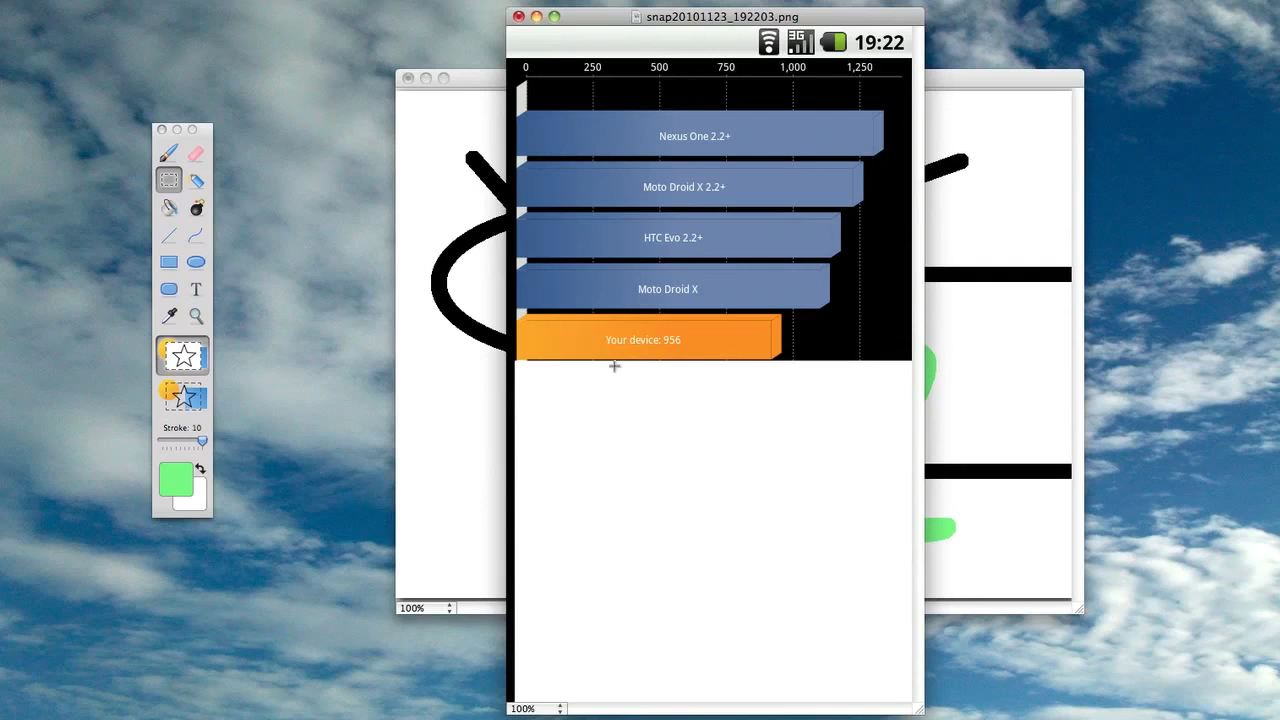 snap20101123_192203.png
3G
19:22
0 250 500 750 1,000 1,250
Nexus One 2.2+
Moto Droid X 2.2+
HTC Evo 2.2+
Moto Droid X
Your device: 956
T
Stroke: 10
100%
100%